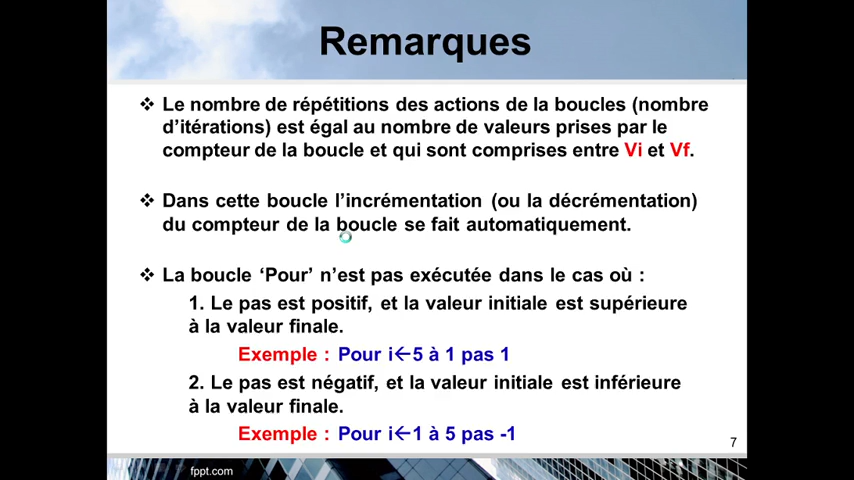 Remarques
❖ Le nombre de répétitions des actions de la boucles (nombre
d’itérations) est égal au nombre de valeurs prises par le
compteur de la boucle et qui sont comprises entre Vi et Vf.
❖ Dans cette boucle l’incrémentation (ou la décrémentation)
du compteur de la boucle se fait automatiquement.
❖ La boucle ‘Pour’ n’est pas exécutée dans le cas où :
1. Le pas est positif, et la valeur initiale est supérieure
à la valeur finale.
Exemple : Pour i←5 à 1 pas 1
2. Le pas est négatif, et la valeur initiale est inférieure
à la valeur finale.
Exemple : Pour i←1 à 5 pas -1
7
fppt.com